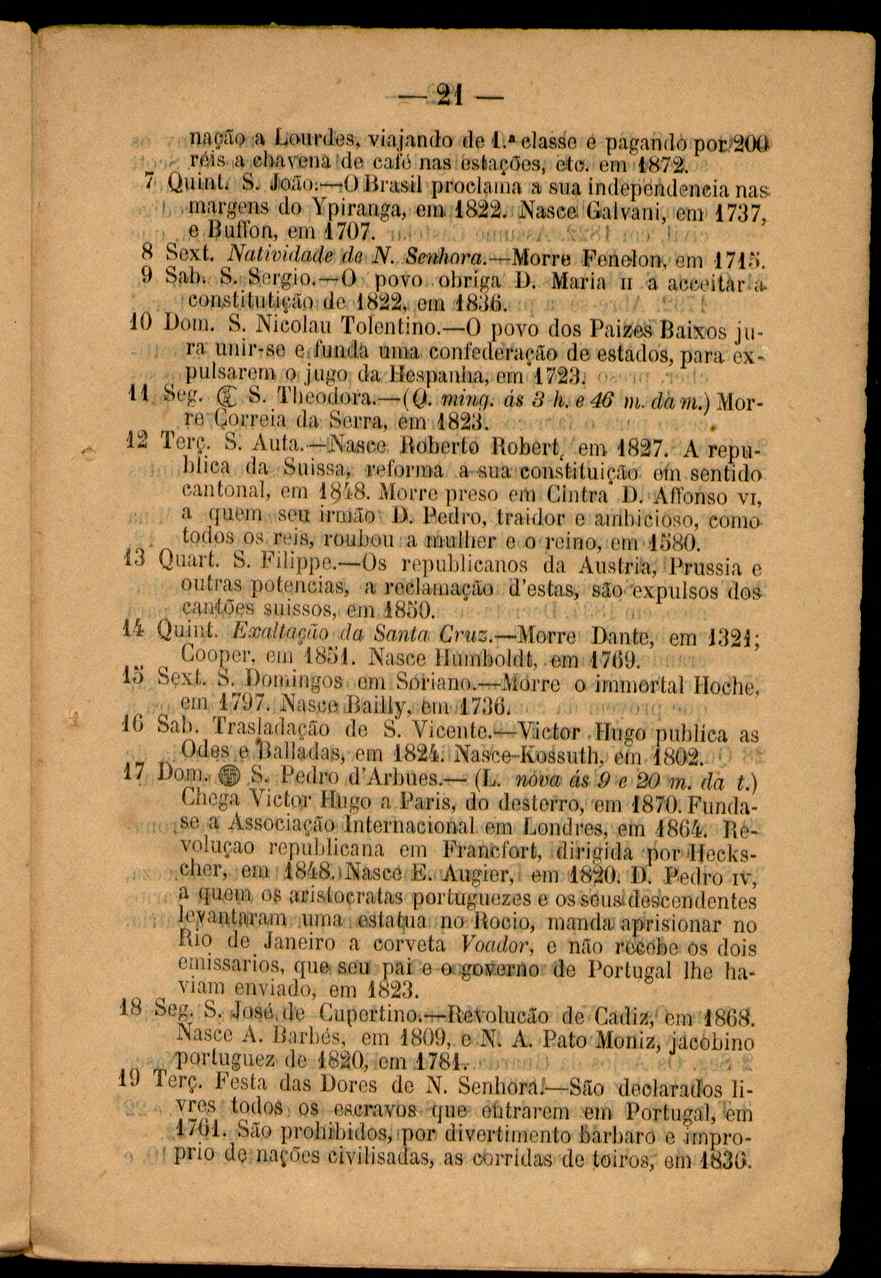 — 21 —
nação a Lourdes, viajando de 1.ª classe e pagando por 200
réis a chavena de café nas estações, etc. em 1872.
7 Quint. S. João.—O Brasil proclama a sua independencia nas
margens do Ypiranga, em 1822. Nasce Galvani, em 1737,
e Buffon, em 1707.
8 Sext. Natividade de N. Senhora.—Morre Fenelon, em 1715.
9 Sab. S. Sergio.—O povo obriga D. Maria II a acceitar a
constitutição de 1822, em 1836.
10 Dom. S. Nicolau Tolentino.—O povo dos Paizes Baixos ju-
ra unir-se e funda uma confederação de estados, para ex-
pulsarem o jugo da Hespanha, em 1723.
11 Seg. ☾ S. Theodora.—(Q. ming. ás 3 h. e 46 m. da m.) Mor-
re Correia da Serra, em 1823.
12 Terç. S. Auta.—Nasce Roberto Robert, em 1827. A repu-
blica da Suissa, reforma a sua constituição em sentido
cantonal, em 1848. Morre preso em Cintra D. Affonso VI,
a quem seu irmão D. Pedro, traidor e ambicioso, como
todos os reis, roubou a mulher e o reino, em 1580.
13 Quart. S. Filippe.—Os republicanos da Austria, Prussia e
outras potencias, a reclamação d'estas, são expulsos dos
cantões suissos, em 1850.
14 Quint. Exaltação da Santa Cruz.—Morre Dante, em 1321;
Cooper, em 1851. Nasce Humboldt, em 1769.
15 Sext. S. Domingos em Soriano.—Morre o immortal Hoche,
em 1797. Nasce Bailly, em 1736.
16 Sab. Trasladação de S. Vicente.—Victor Hugo publica as
Odes e Balladas, em 1824. Nasce Kossuth, em 1802.
17 Dom. S. Pedro d'Arbues.—(L. nova ás 9 e 20 m. da t.)
Chega Victor Hugo a Paris, do desterro, em 1870. Funda-
se a Associação Internacional em Londres, em 1864. Re-
voluçao republicana em Francfort, dirigida por Hecks-
cher, em 1848. Nasce E. Augier, em 1820. D. Pedro IV,
a quem os aristocratas portuguezes e os seus descendentes
levantaram uma estatua no Rocio, manda aprisionar no
Rio de Janeiro a corveta Voador, e não recebe os dois
emissarios, que seu pai e o governo de Portugal lhe ha-
viam enviado, em 1823.
18 Seg. S. José de Cupertino.—Revolucão de Cadiz, em 1868.
Nasce A. Barbés, em 1809, e N. A. Pato Moniz, jacobino
portuguez de 1820, em 1781.
19 Terç. Festa das Dores de N. Senhora.—São declarados li-
vres todos os escravos que entrarem em Portugal, em
1761. São prohibidos, por divertimento barbaro e impro-
prio de nações civilisadas, as corridas de toiros, em 1836.